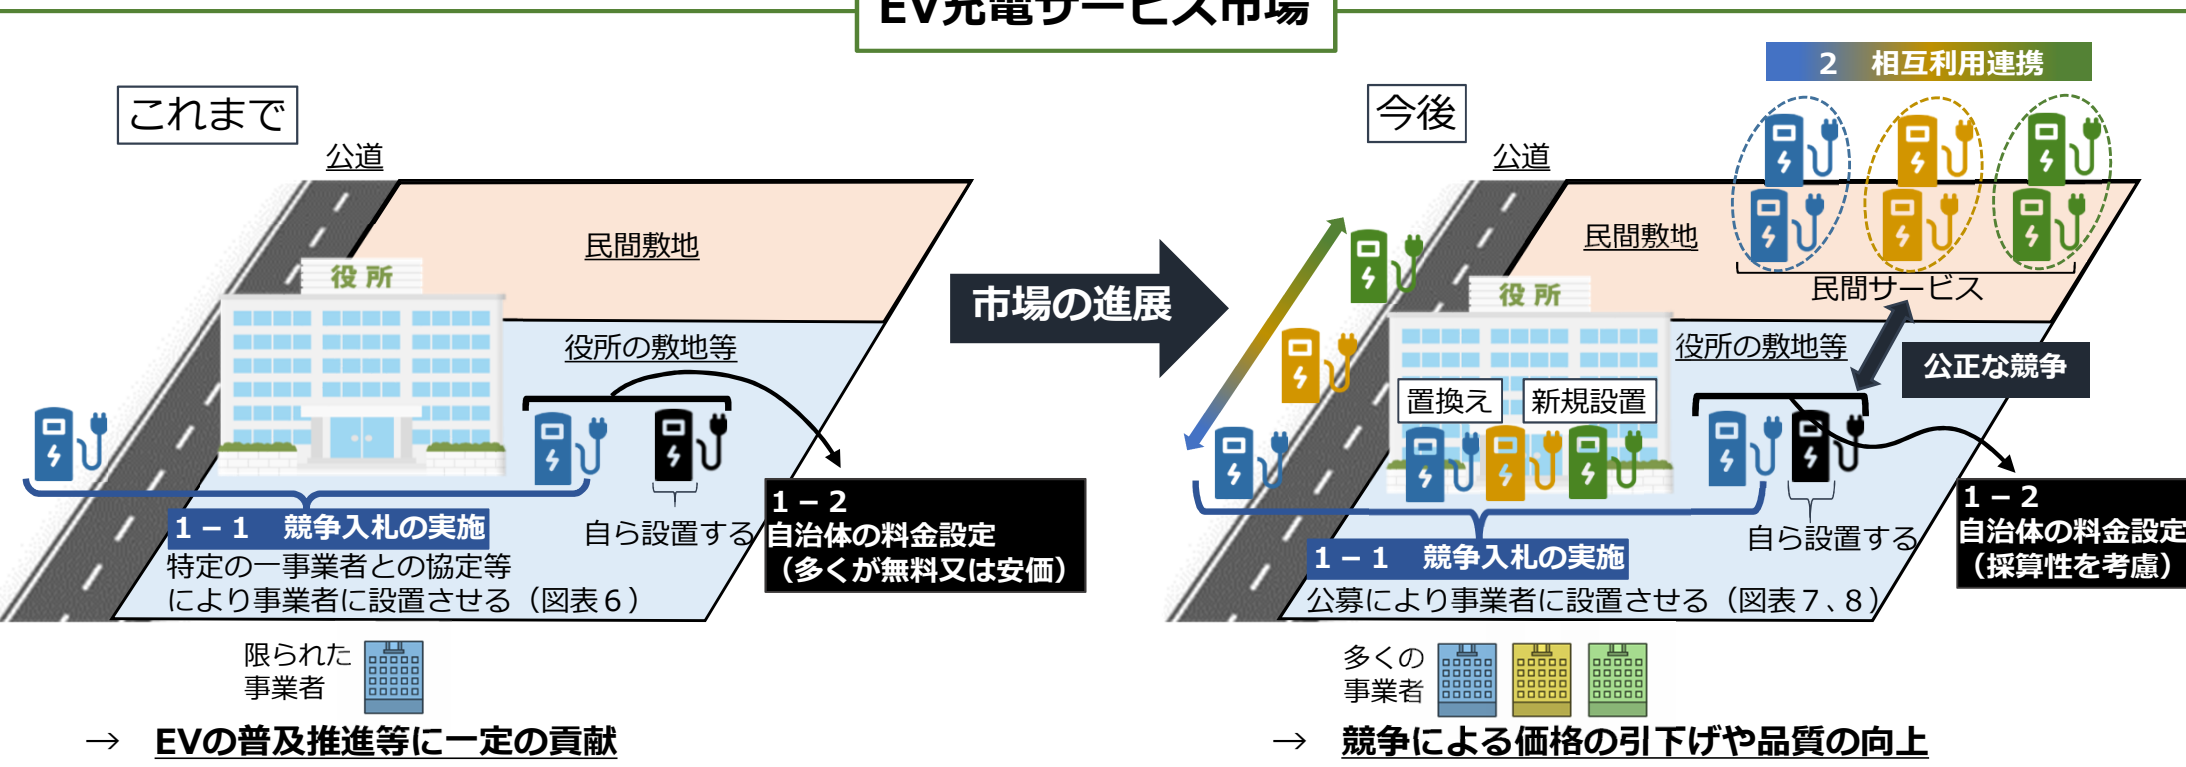 EV充電サービス市場
これまで
公道
民間敷地
役所
役所の敷地等
1－1　競争入札の実施
特定の一事業者との協定等
により事業者に設置させる（図表６）
自ら設置する
1－2
自治体の料金設定
（多くが無料又は安価）
限られた
事業者
→　EVの普及推進等に一定の貢献
市場の進展
今後
2　相互利用連携
公道
民間敷地
民間サービス
役所
役所の敷地等
公正な競争
置換え
新規設置
1－1　競争入札の実施
公募により事業者に設置させる（図表７、８）
自ら設置する
1－2
自治体の料金設定
（採算性を考慮）
多くの
事業者
→　競争による価格の引下げや品質の向上